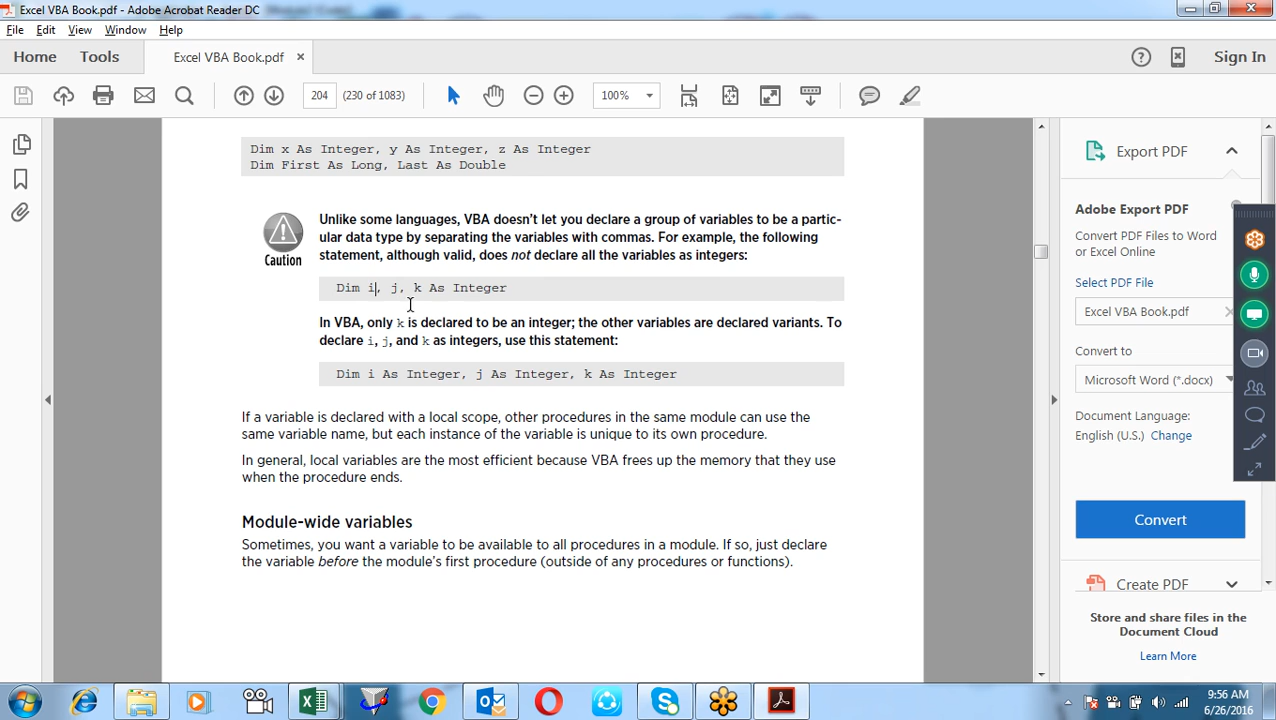 Excel VBA Book.pdf - Adobe Acrobat Reader DC
File Edit View Window Help
Home Tools Excel VBA Book.pdf × ? Sign In
204 (230 of 1083) 100%
Dim x As Integer, y As Integer, z As Integer
Dim First As Long, Last As Double
Unlike some languages, VBA doesn't let you declare a group of variables to be a partic-
ular data type by separating the variables with commas. For example, the following
statement, although valid, does not declare all the variables as integers:
Caution
Dim i, j, k As Integer
In VBA, only k is declared to be an integer; the other variables are declared variants. To
declare i, j, and k as integers, use this statement:
Dim i As Integer, j As Integer, k As Integer
If a variable is declared with a local scope, other procedures in the same module can use the
same variable name, but each instance of the variable is unique to its own procedure.
In general, local variables are the most efficient because VBA frees up the memory that they use
when the procedure ends.
Module-wide variables
Sometimes, you want a variable to be available to all procedures in a module. If so, just declare
the variable before the module's first procedure (outside of any procedures or functions).
Export PDF
Adobe Export PDF
Convert PDF Files to Word
or Excel Online
Select PDF File
Excel VBA Book.pdf
Convert to
Microsoft Word (*.docx)
Document Language:
English (U.S.) Change
Convert
Create PDF
Store and share files in the
Document Cloud
Learn More
9:56 AM
6/26/2016